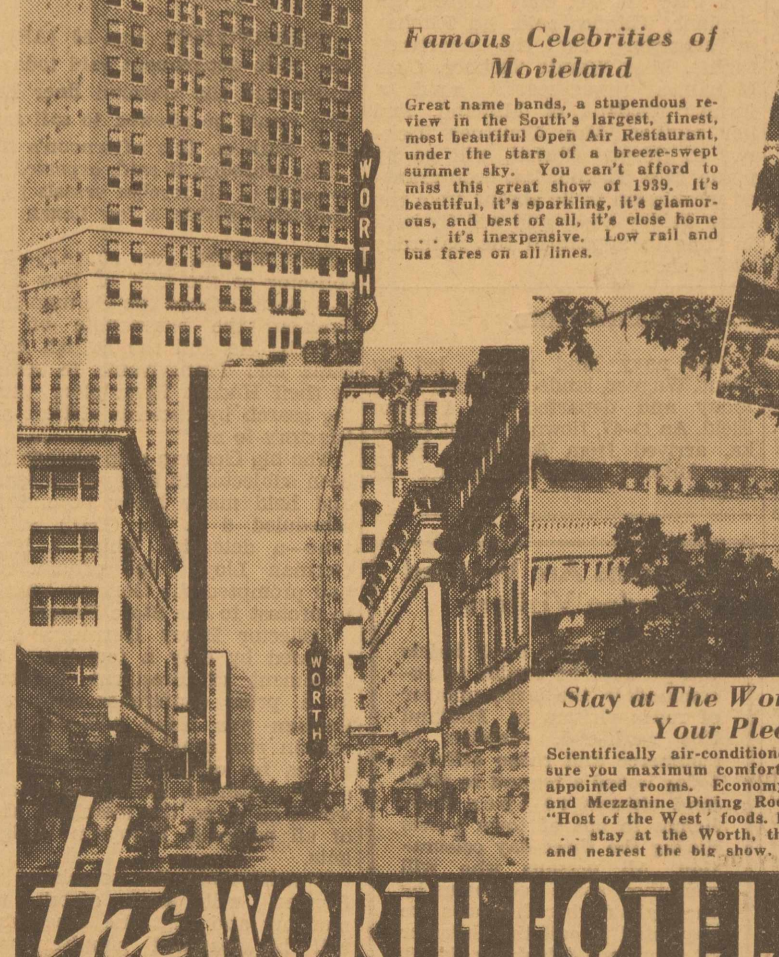 Famous Celebrities of
Movieland
Great name bands, a stupendous re-
view in the South's largest, finest,
most beautiful Open Air Restaurant,
under the stars of a breeze-swept
summer sky. You can't afford to
miss this great show of 1939. It's
beautiful, it's sparkling, it's glamor-
ous, and best of all, it's close home
. . . it's inexpensive. Low rail and
bus fares on all lines.
WORTH
WORTH
Stay at The Wo
Your Ple
Scientifically air-condition
sure you maximum comfort
appointed rooms. Economy
and Mezzanine Dining Roo
"Host of the West' foods.
. . stay at the Worth, th
and nearest the big show.
the WORTH HOTEL